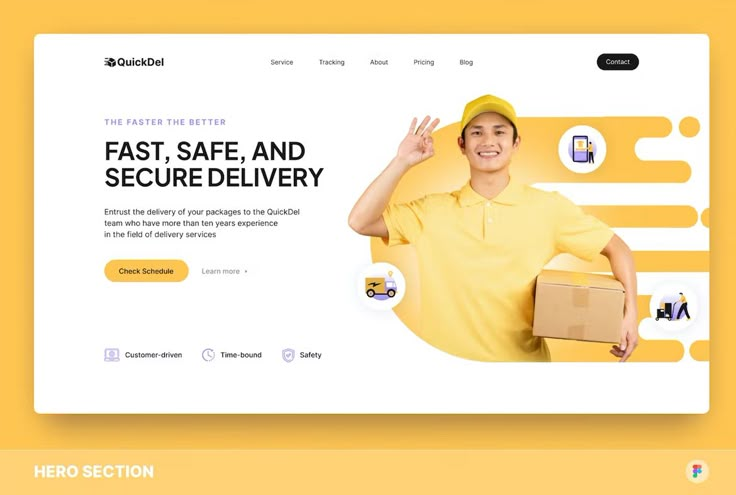 QuickDel
Service Tracking About Pricing Blog Contact
THE FASTER THE BETTER
FAST, SAFE, AND
SECURE DELIVERY
Entrust the delivery of your packages to the QuickDel
team who have more than ten years experience
in the field of delivery services
Check Schedule Learn more
Customer-driven Time-bound Safety
HERO SECTION